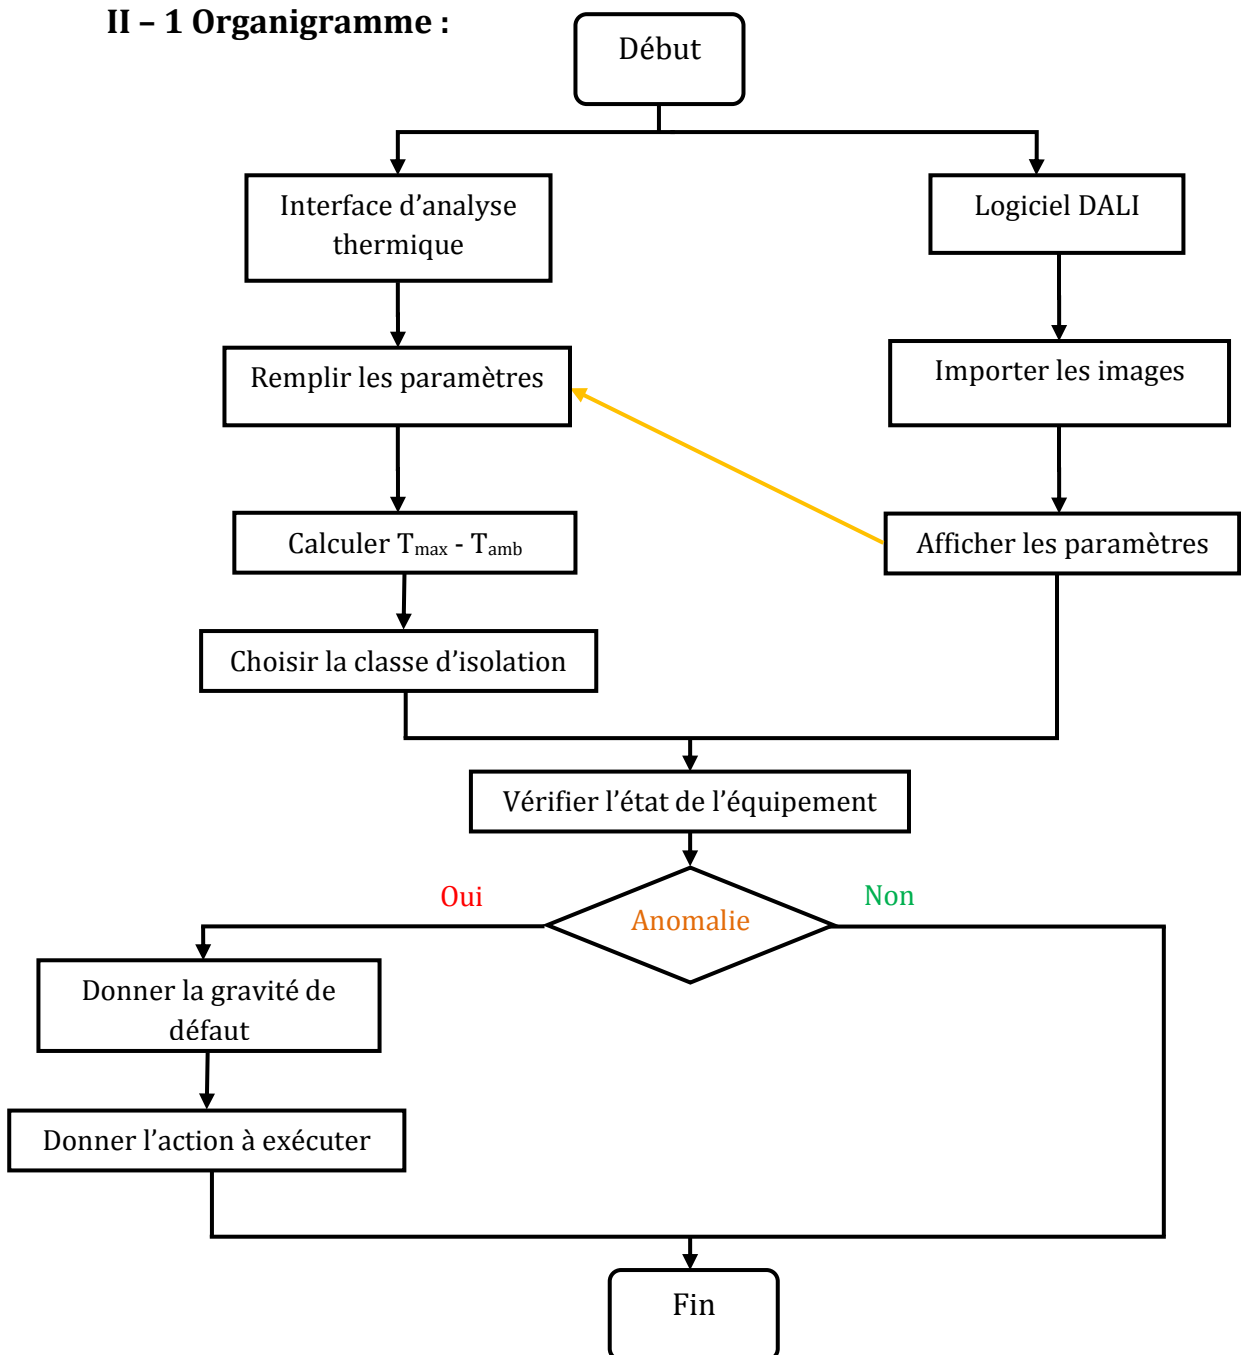 II – 1 Organigramme :
Début
Interface d’analyse
thermique
Logiciel DALI
Remplir les paramètres
Importer les images
Calculer Tmax - Tamb
Afficher les paramètres
Choisir la classe d’isolation
Vérifier l’état de l’équipement
Oui
Anomalie
Non
Donner la gravité de
défaut
Donner l’action à exécuter
Fin